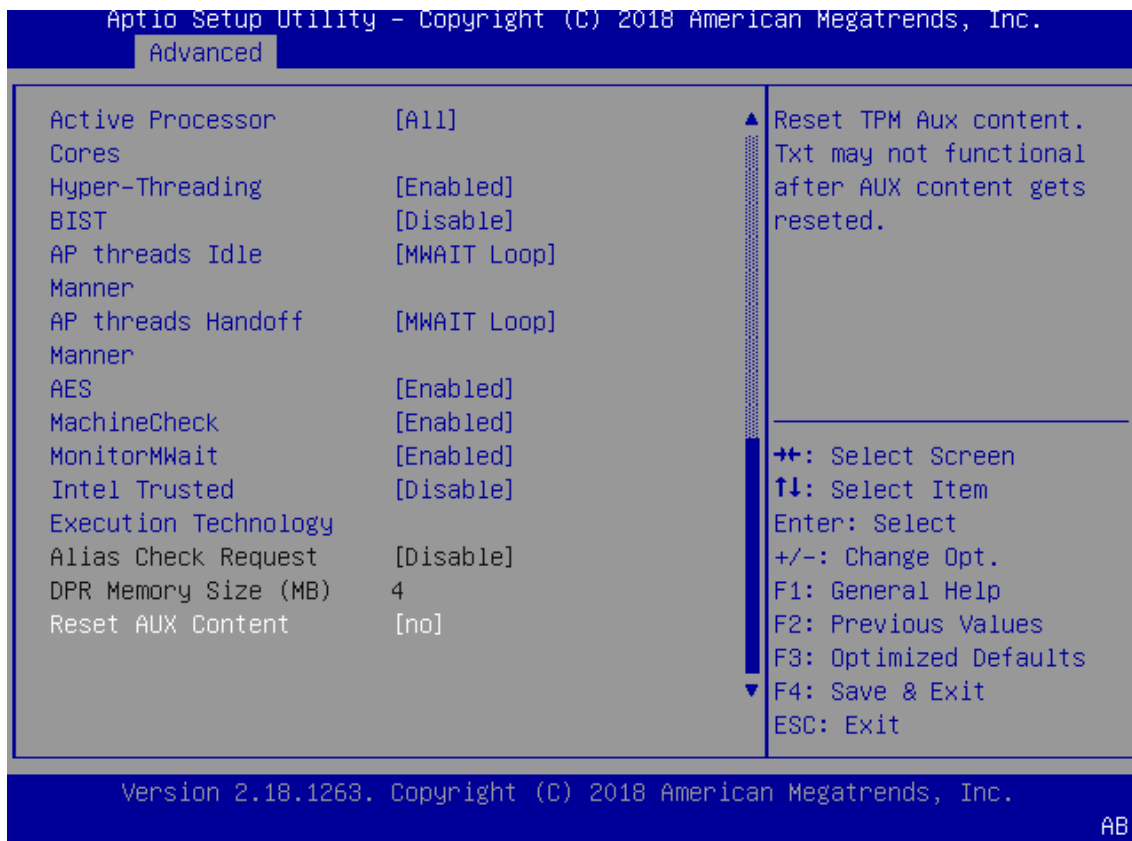 Aptio Setup Utility – Copyright (C) 2018 American Megatrends, Inc.
Advanced
Active Processor [All]
Cores
Hyper-Threading [Enabled]
BIST [Disable]
AP threads Idle [MWAIT Loop]
Manner
AP threads Handoff [MWAIT Loop]
Manner
AES [Enabled]
MachineCheck [Enabled]
MonitorMWait [Enabled]
Intel Trusted [Disable]
Execution Technology
Alias Check Request [Disable]
DPR Memory Size (MB) 4
Reset AUX Content [no]
Reset TPM Aux content.
Txt may not functional
after AUX content gets
reseted.
→←: Select Screen
↑↓: Select Item
Enter: Select
+/-: Change Opt.
F1: General Help
F2: Previous Values
F3: Optimized Defaults
F4: Save & Exit
ESC: Exit
Version 2.18.1263. Copyright (C) 2018 American Megatrends, Inc.
AB